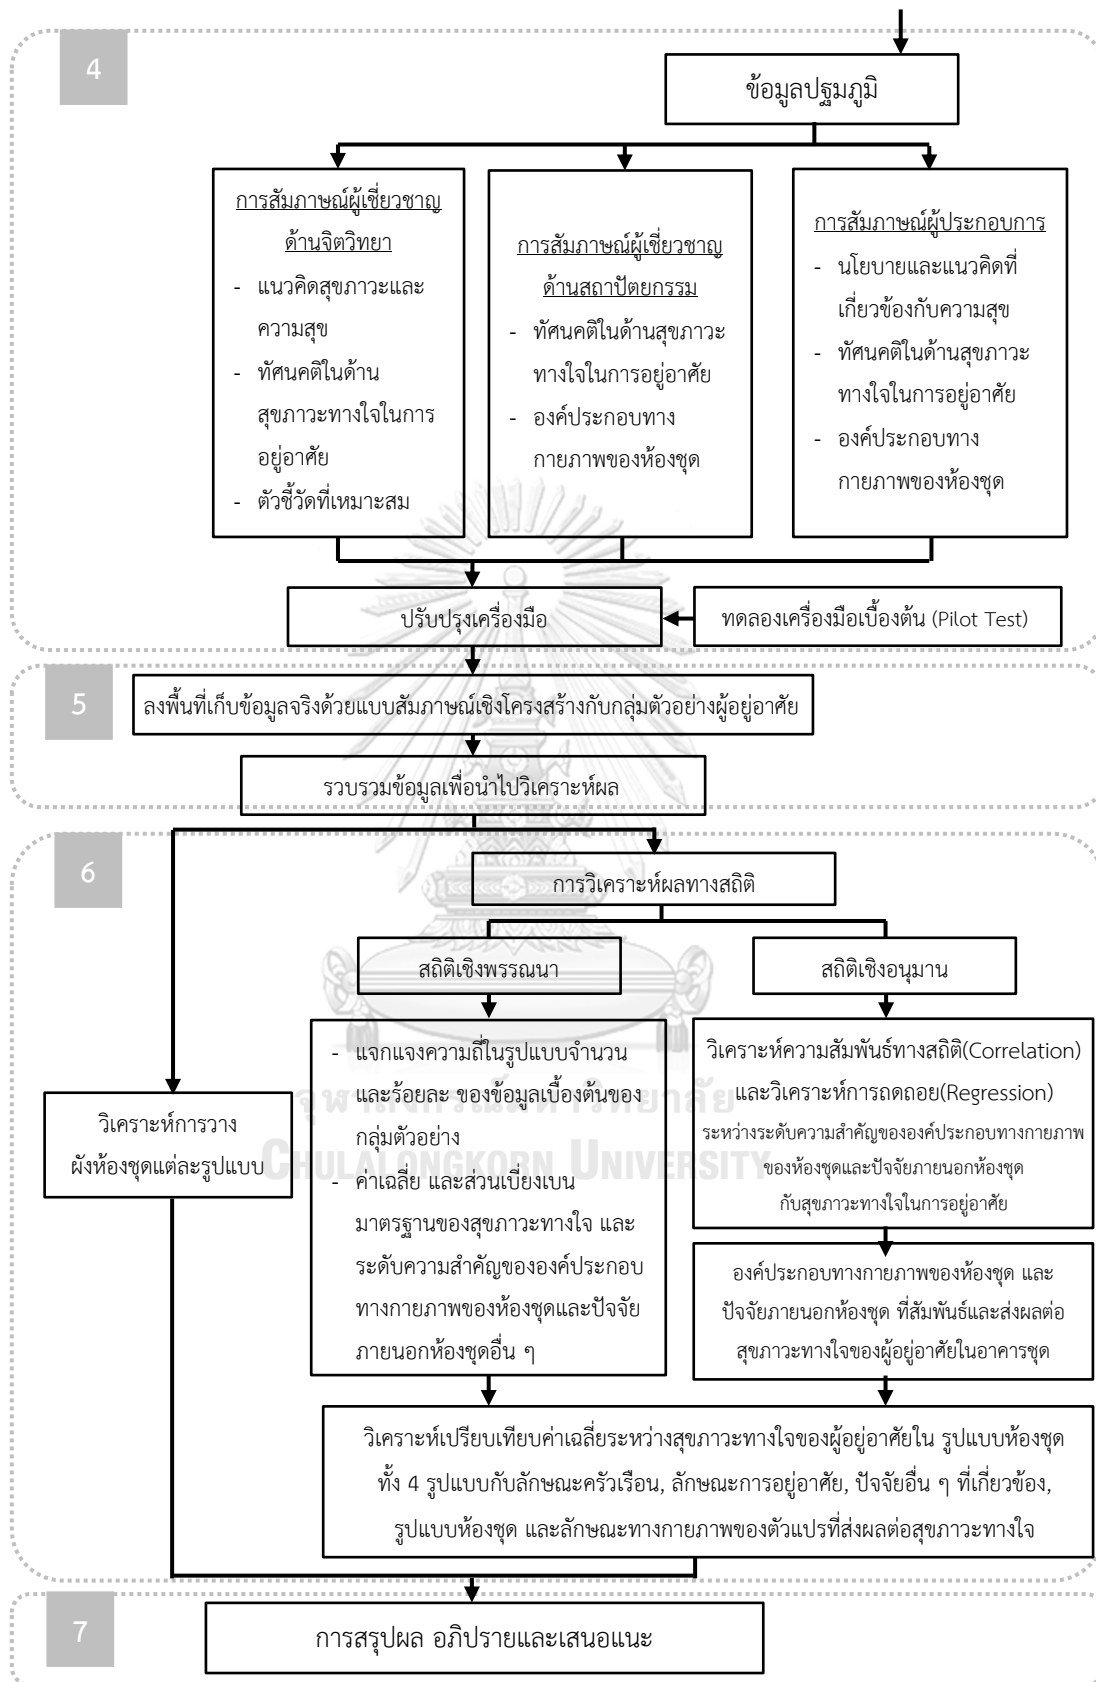 4
ข้อมูลปฐมภูมิ
การสัมภาษณ์ผู้เชี่ยวชาญ
ด้านจิตวิทยา
- แนวคิดสุขภาวะและ
ความสุข
- ทัศนคติในด้าน
สุขภาวะทางใจในการ
อยู่อาศัย
- ตัวชี้วัดที่เหมาะสม
การสัมภาษณ์ผู้เชี่ยวชาญ
ด้านสถาปัตยกรรม
- ทัศนคติในด้านสุขภาวะ
ทางใจในการอยู่อาศัย
- องค์ประกอบทาง
กายภาพของห้องชุด
การสัมภาษณ์ผู้ประกอบการ
- นโยบายและแนวคิดที่
เกี่ยวข้องกับความสุข
- ทัศนคติในด้านสุขภาวะ
ทางใจในการอยู่อาศัย
- องค์ประกอบทาง
กายภาพของห้องชุด
ปรับปรุงเครื่องมือ
ทดลองเครื่องมือเบื้องต้น (Pilot Test)
5
ลงพื้นที่เก็บข้อมูลจริงด้วยแบบสัมภาษณ์เชิงโครงสร้างกับกลุ่มตัวอย่างผู้อยู่อาศัย
รวบรวมข้อมูลเพื่อนำไปวิเคราะห์ผล
6
การวิเคราะห์ผลทางสถิติ
สถิติเชิงพรรณนา
สถิติเชิงอนุมาน
วิเคราะห์การวาง
ผังห้องชุดแต่ละรูปแบบ
- แจกแจงความถี่ในรูปแบบจำนวน
และร้อยละ ของข้อมูลเบื้องต้นของ
กลุ่มตัวอย่าง
- ค่าเฉลี่ย และส่วนเบี่ยงเบน
มาตรฐานของสุขภาวะทางใจ และ
ระดับความสำคัญขององค์ประกอบ
ทางกายภาพของห้องชุดและปัจจัย
ภายนอกห้องชุดอื่น ๆ
วิเคราะห์ความสัมพันธ์ทางสถิติ(Correlation)
และวิเคราะห์การถดถอย(Regression)
ระหว่างระดับความสำคัญขององค์ประกอบทางกายภาพ
ของห้องชุดและปัจจัยภายนอกห้องชุด
กับสุขภาวะทางใจในการอยู่อาศัย
องค์ประกอบทางกายภาพของห้องชุด และ
ปัจจัยภายนอกห้องชุด ที่สัมพันธ์และส่งผลต่อ
สุขภาวะทางใจของผู้อยู่อาศัยในอาคารชุด
จุฬาลงกรณ์มหาวิทยาลัย
CHULALONGKORN UNIVERSITY
วิเคราะห์เปรียบเทียบค่าเฉลี่ยระหว่างสุขภาวะทางใจของผู้อยู่อาศัยใน รูปแบบห้องชุด
ทั้ง 4 รูปแบบกับลักษณะครัวเรือน, ลักษณะการอยู่อาศัย, ปัจจัยอื่น ๆ ที่เกี่ยวข้อง,
รูปแบบห้องชุด และลักษณะทางกายภาพของตัวแปรที่ส่งผลต่อสุขภาวะทางใจ
7
การสรุปผล อภิปรายและเสนอแนะ